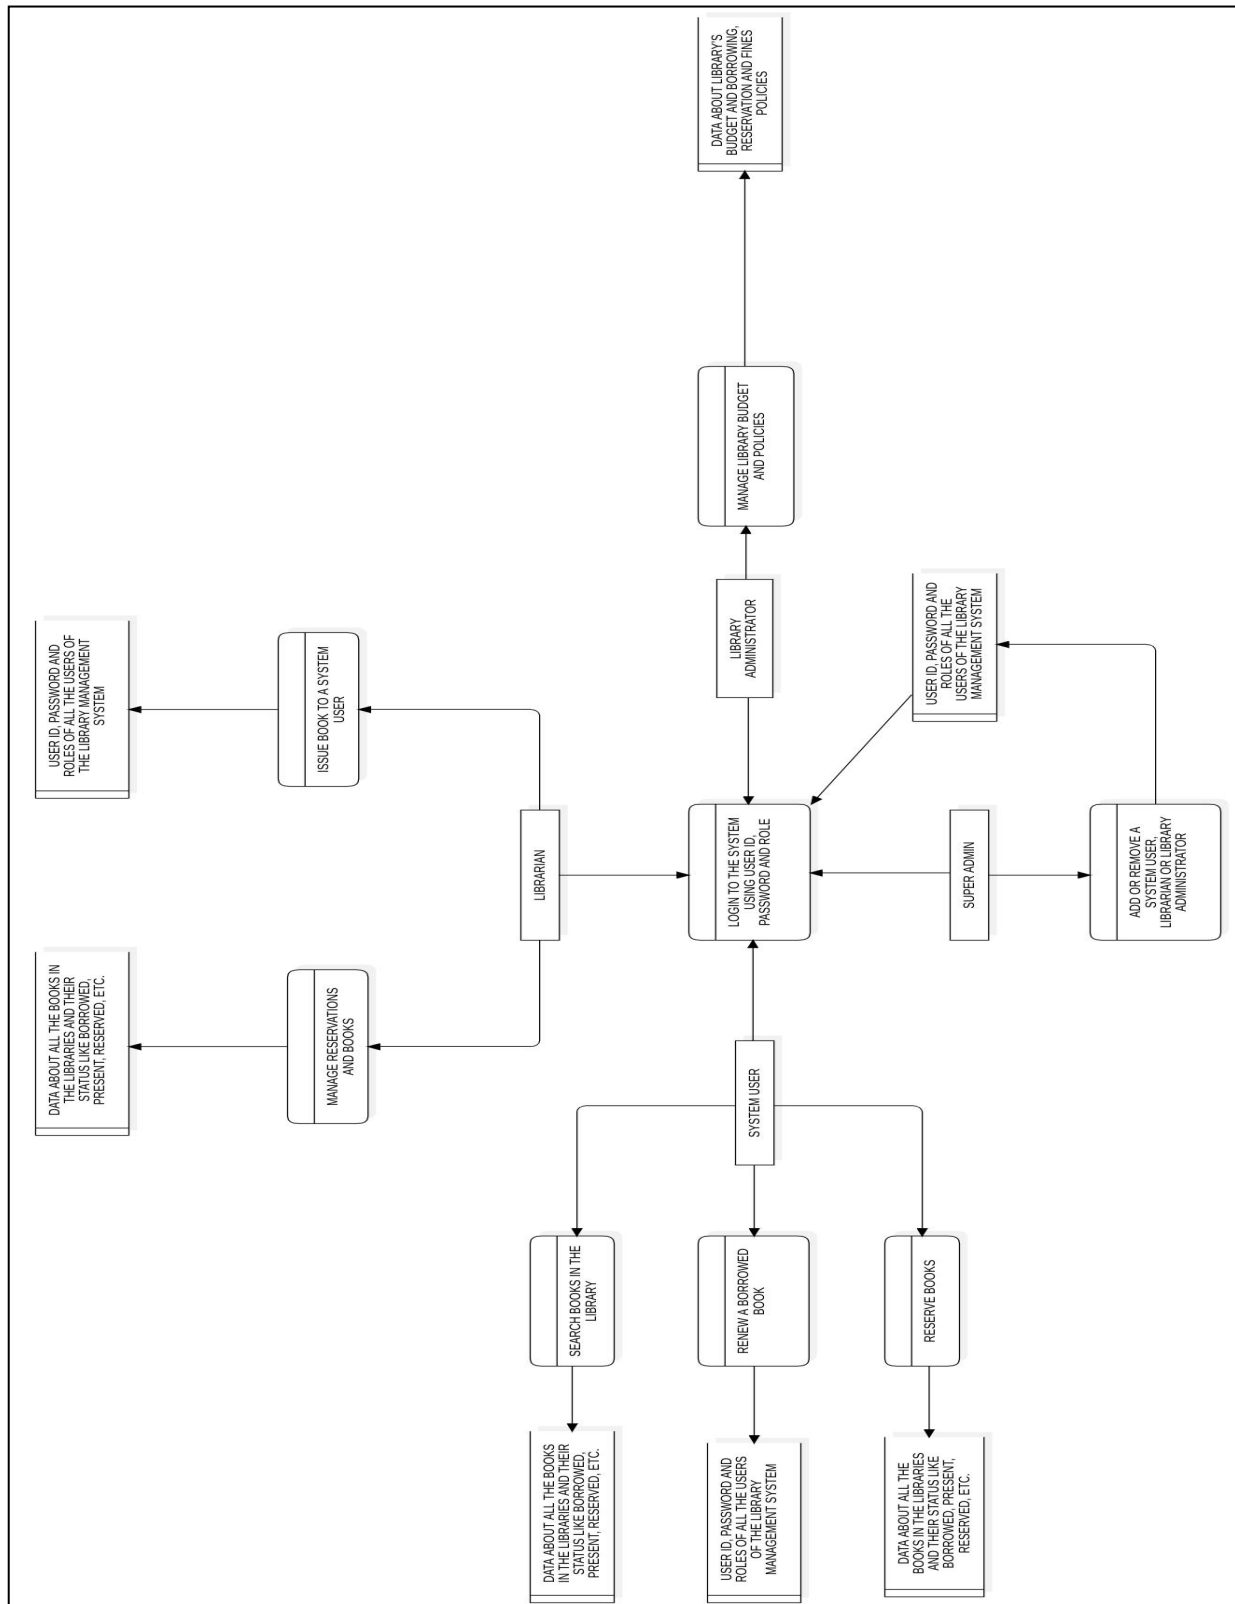 DATA ABOUT ALL THE BOOKS IN
THE LIBRARIES AND THEIR
STATUS LIKE BORROWED,
PRESENT, RESERVED, ETC.
USER ID, PASSWORD AND
ROLES OF ALL THE USERS OF
THE LIBRARY MANAGEMENT
SYSTEM
MANAGE RESERVATIONS
AND BOOKS
ISSUE BOOK TO A SYSTEM
USER
LIBRARIAN
DATA ABOUT ALL THE BOOKS
IN THE LIBRARIES AND THEIR
STATUS LIKE BORROWED,
PRESENT, RESERVED, ETC.
SEARCH BOOKS IN THE
LIBRARY
USER ID, PASSWORD AND
ROLES OF ALL THE USERS
OF THE LIBRARY
MANAGEMENT SYSTEM
RENEW A BORROWED
BOOK
SYSTEM USER
LOGIN TO THE SYSTEM
USING USER ID,
PASSWORD AND ROLE
LIBRARY
ADMINISTRATOR
MANAGE LIBRARY BUDGET
AND POLICIES
DATA ABOUT LIBRARY'S
BUDGET AND BORROWING,
RESERVATION AND FINES
POLICIES
DATA ABOUT ALL THE
BOOKS IN THE LIBRARIES
AND THEIR STATUS LIKE
BORROWED, PRESENT,
RESERVED, ETC.
RESERVE BOOKS
SUPER ADMIN
USER ID, PASSWORD AND
ROLES OF ALL THE
USERS OF THE LIBRARY
MANAGEMENT SYSTEM
ADD OR REMOVE A
SYSTEM USER,
LIBRARIAN OR LIBRARY
ADMINISTRATOR